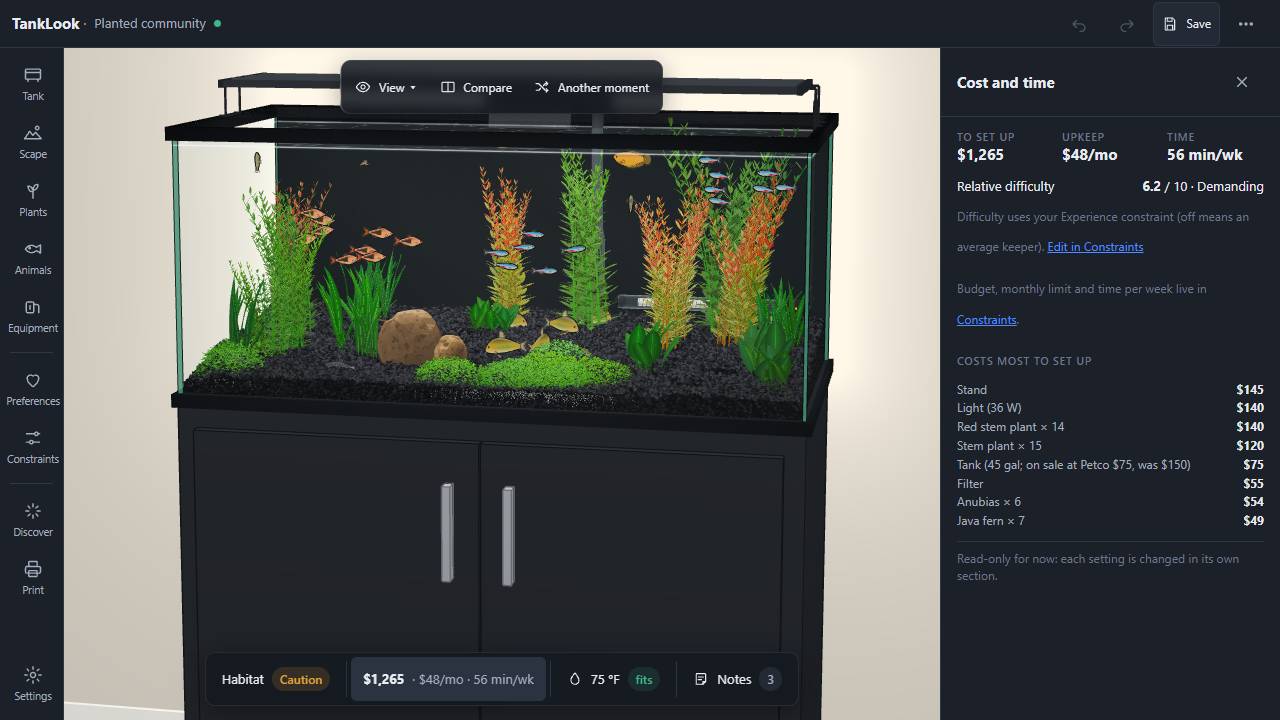 TankLook · Planted community
Save
Tank
Scape
Plants
Animals
Equipment
Preferences
Constraints
Discover
Print
Settings
View
Compare
Another moment
Habitat
Caution
$1,265 · $48/mo · 56 min/wk
75 °F fits
Notes 3
Cost and time
TO SET UP UPKEEP TIME
$1,265 $48/mo 56 min/wk
Relative difficulty 6.2 / 10 · Demanding
Difficulty uses your Experience constraint (off means an
average keeper). Edit in Constraints
Budget, monthly limit and time per week live in
Constraints.
COSTS MOST TO SET UP
Stand $145
Light (36 W) $140
Red stem plant × 14 $140
Stem plant × 15 $120
Tank (45 gal; on sale at Petco $75, was $150) $75
Filter $55
Anubias × 6 $54
Java fern × 7 $49
Read-only for now: each setting is changed in its own
section.